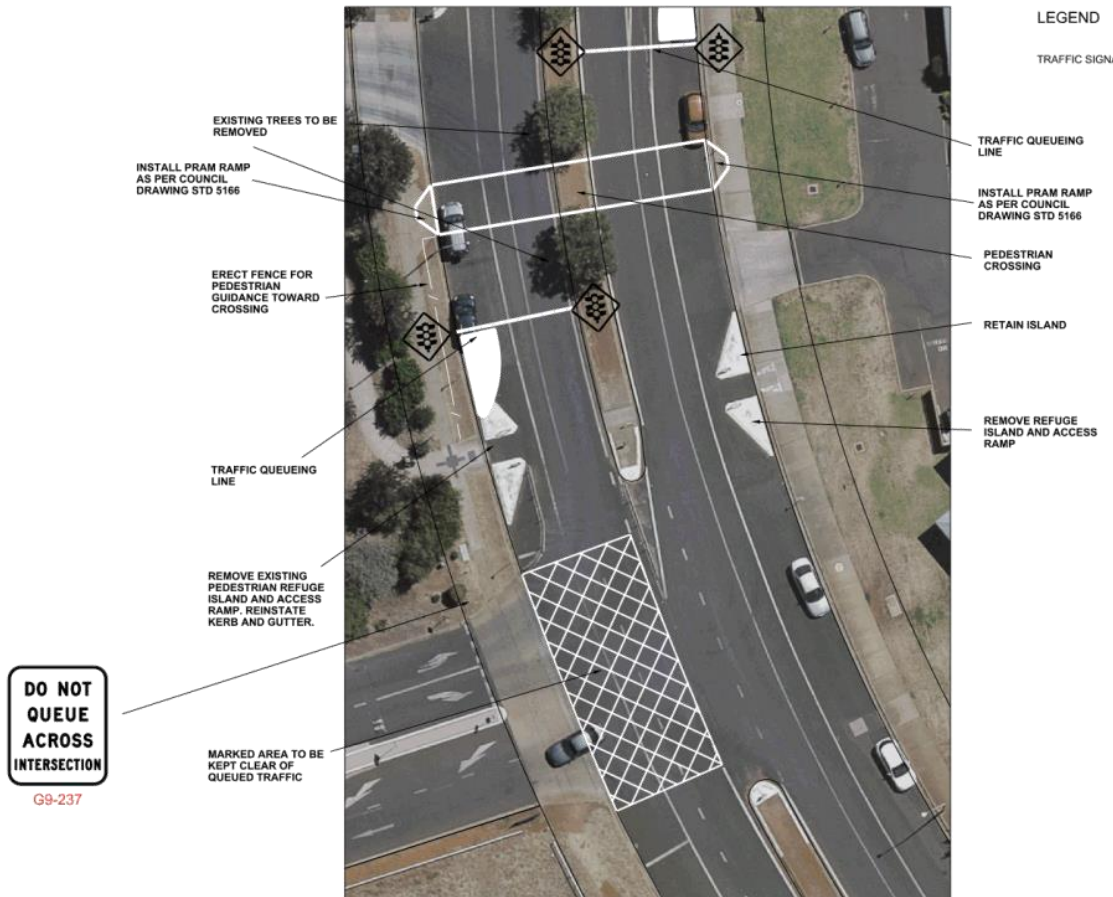 LEGEND
TRAFFIC SIGNA
EXISTING TREES TO BE
REMOVED
INSTALL PRAM RAMP
AS PER COUNCIL
DRAWING STD 5166
ERECT FENCE FOR
PEDESTRIAN
GUIDANCE TOWARD
CROSSING
TRAFFIC QUEUEING
LINE
REMOVE EXISTING
PEDESTRIAN REFUGE
ISLAND AND ACCESS
RAMP. REINSTATE
KERB AND GUTTER.
MARKED AREA TO BE
KEPT CLEAR OF
QUEUED TRAFFIC
DO NOT
QUEUE
ACROSS
INTERSECTION
G9-237
TRAFFIC QUEUEING
LINE
INSTALL PRAM RAMP
AS PER COUNCIL
DRAWING STD 5166
PEDESTRIAN
CROSSING
RETAIN ISLAND
REMOVE REFUGE
ISLAND AND ACCESS
RAMP